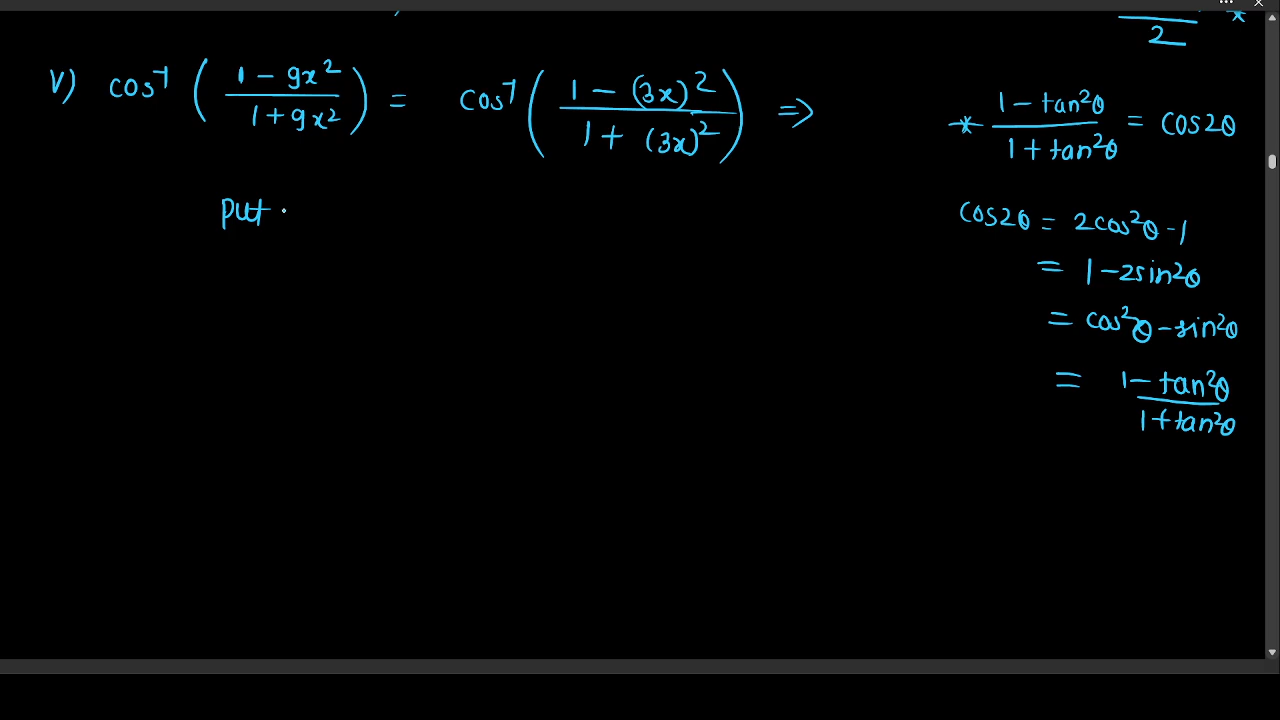 2 *
V) cos⁻¹ ( 1 - 9x² / 1 + 9x² ) = cos⁻¹ ( 1 - (3x)² / 1 + (3x)² ) ⇒
put
* 1 - tan²θ / 1 + tan²θ = cos2θ
cos2θ = 2cos²θ - 1
= 1 - 2sin²θ
= cos²θ - sin²θ
= 1 - tan²θ / 1 + tan²θ